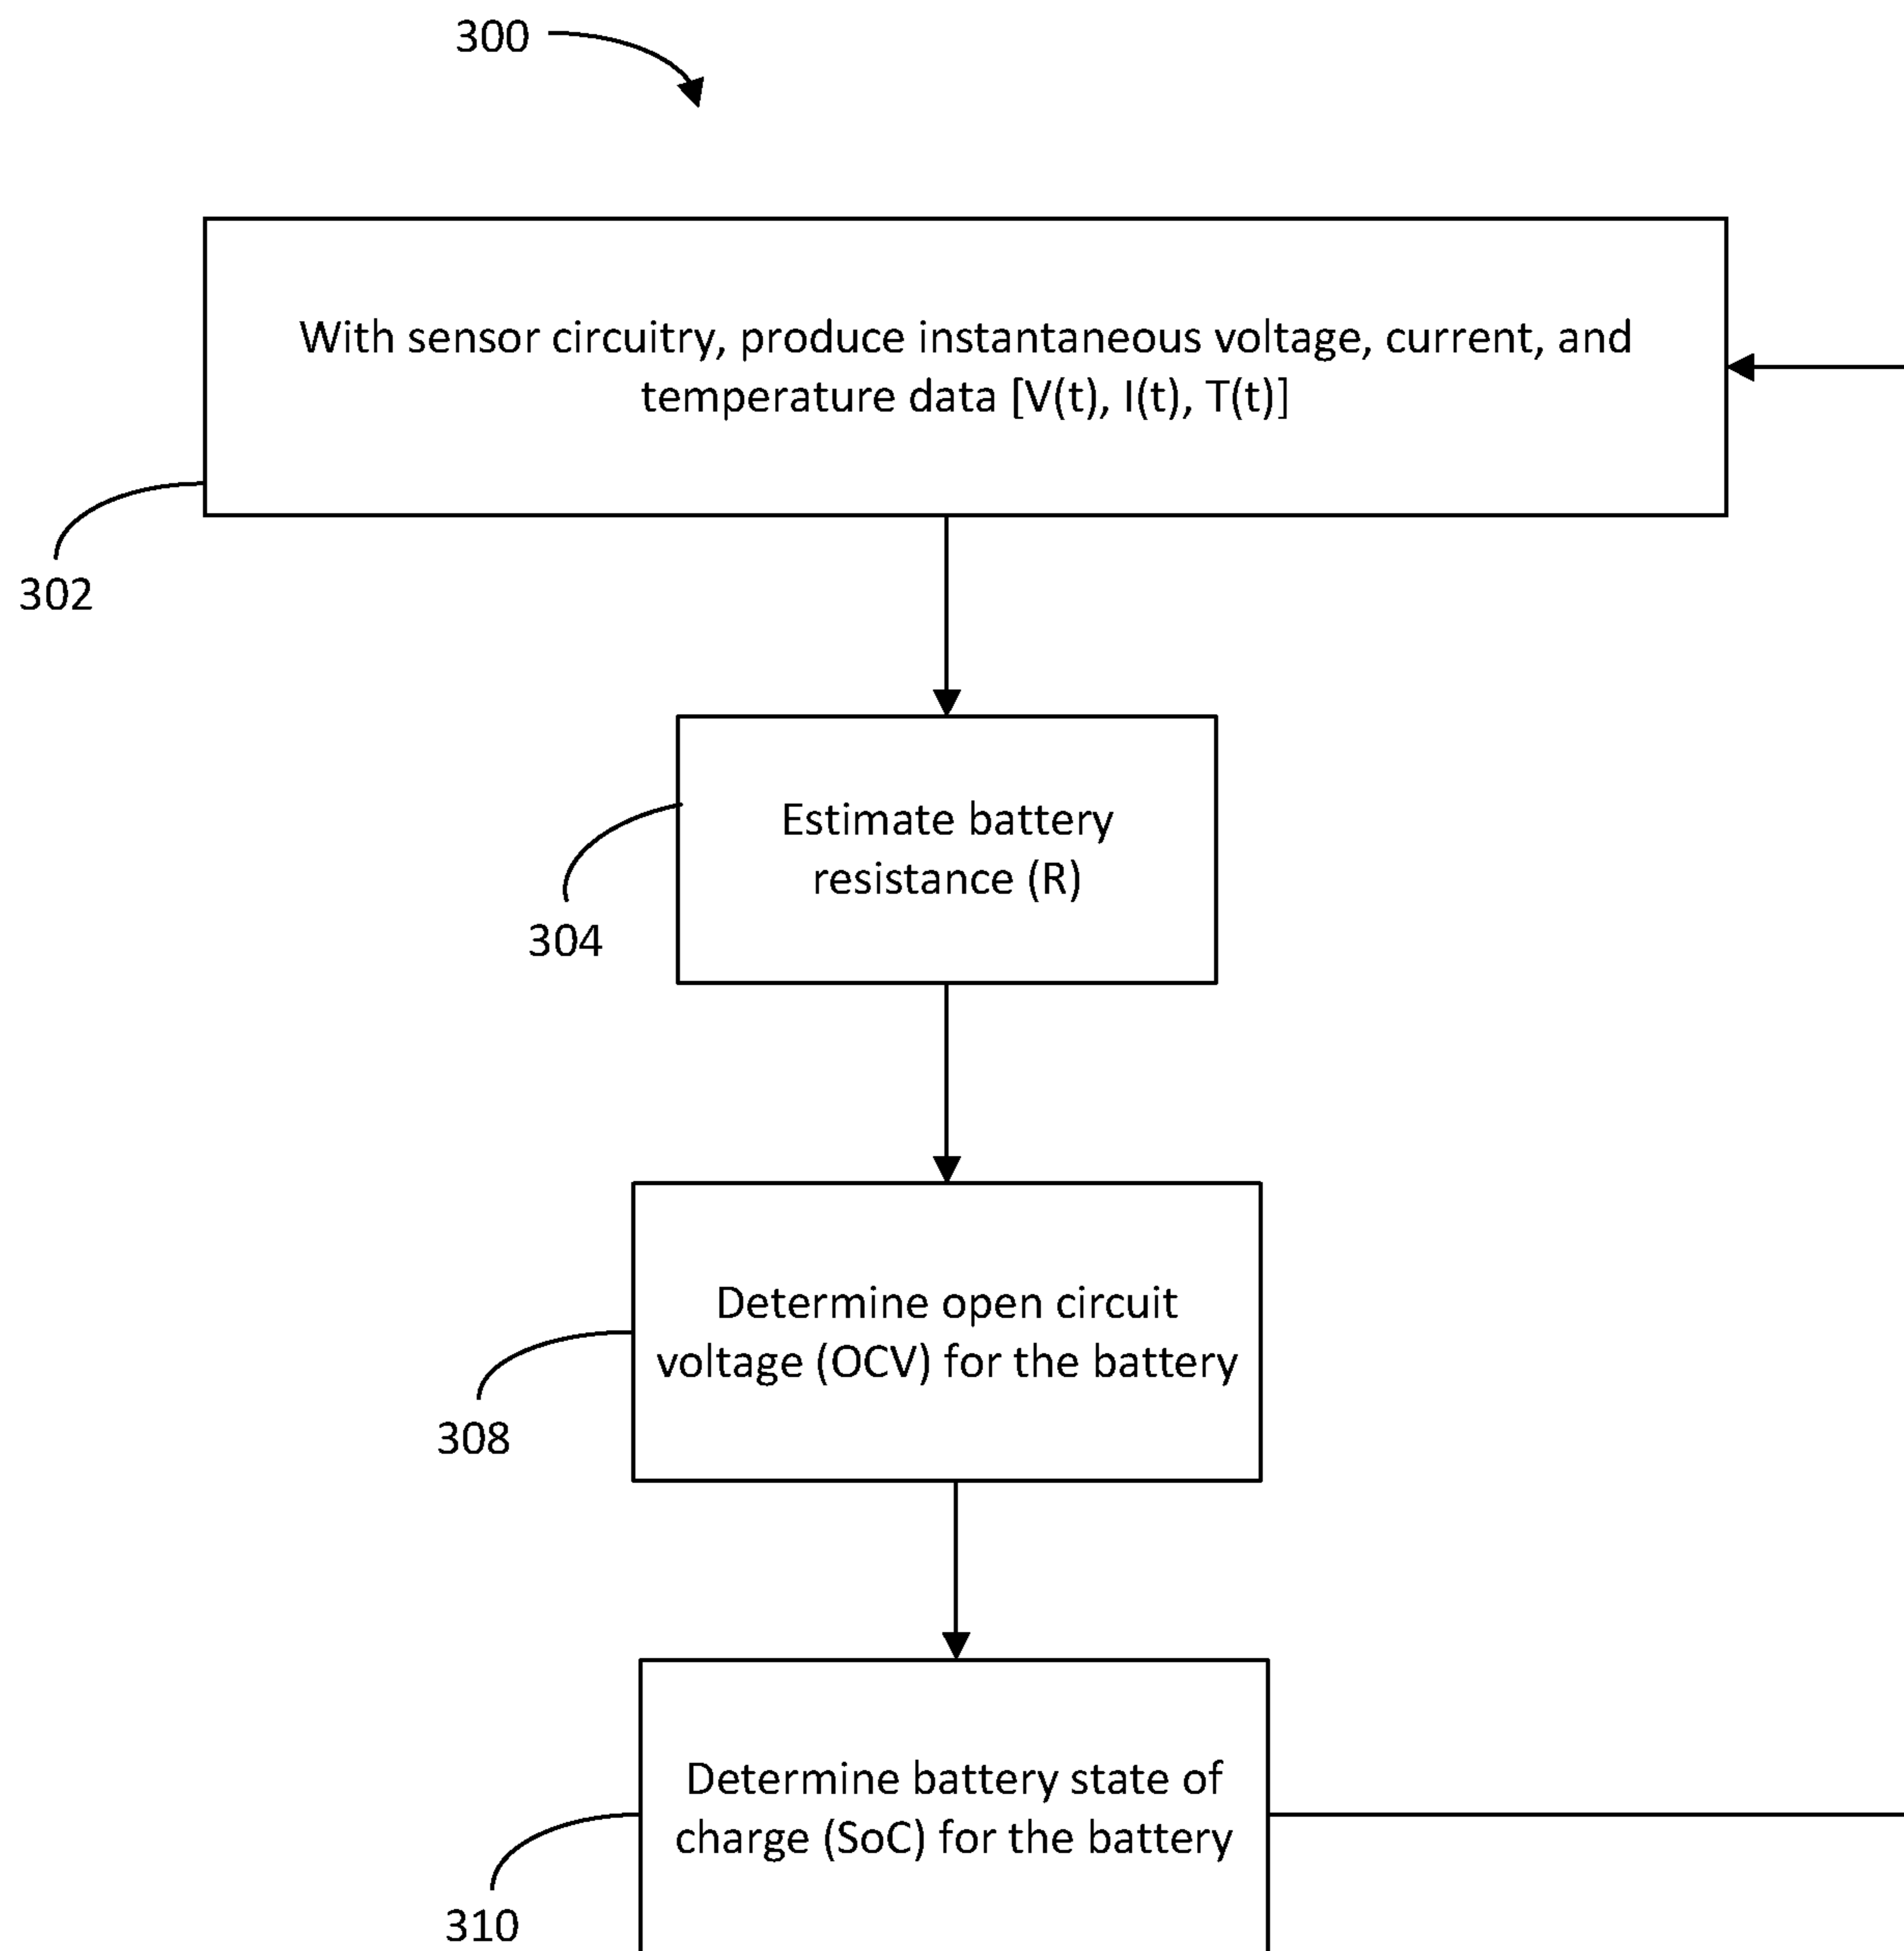 300
With sensor circuitry, produce instantaneous voltage, current, and
temperature data [V(t), I(t), T(t)]
302
Estimate battery
resistance (R)
304
Determine open circuit
voltage (OCV) for the battery
308
Determine battery state of
charge (SoC) for the battery
310